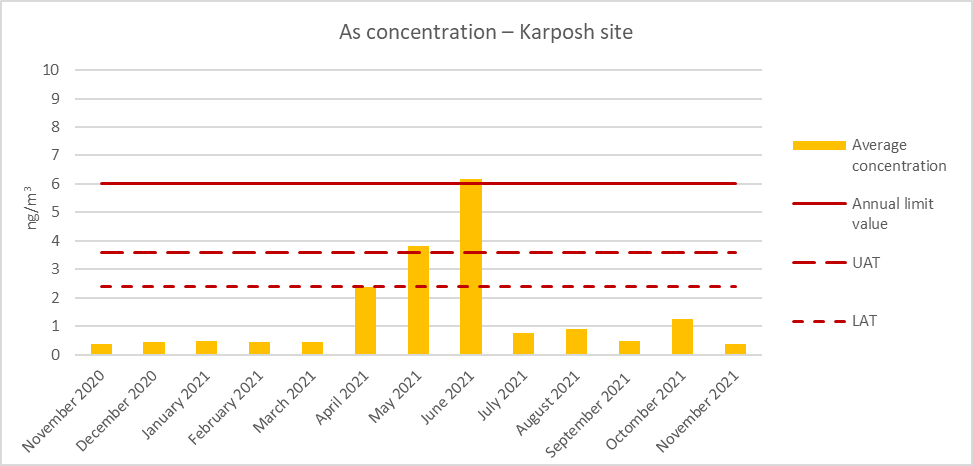 As concentration – Karposh site
10
9
8
7
6
5
4
3
2
1
0
ng/m³
November 2020
December 2020
January 2021
February 2021
March 2021
April 2021
May 2021
June 2021
July 2021
August 2021
September 2021
Octomber 2021
November 2021
Average
concentration
Annual limit
value
UAT
LAT